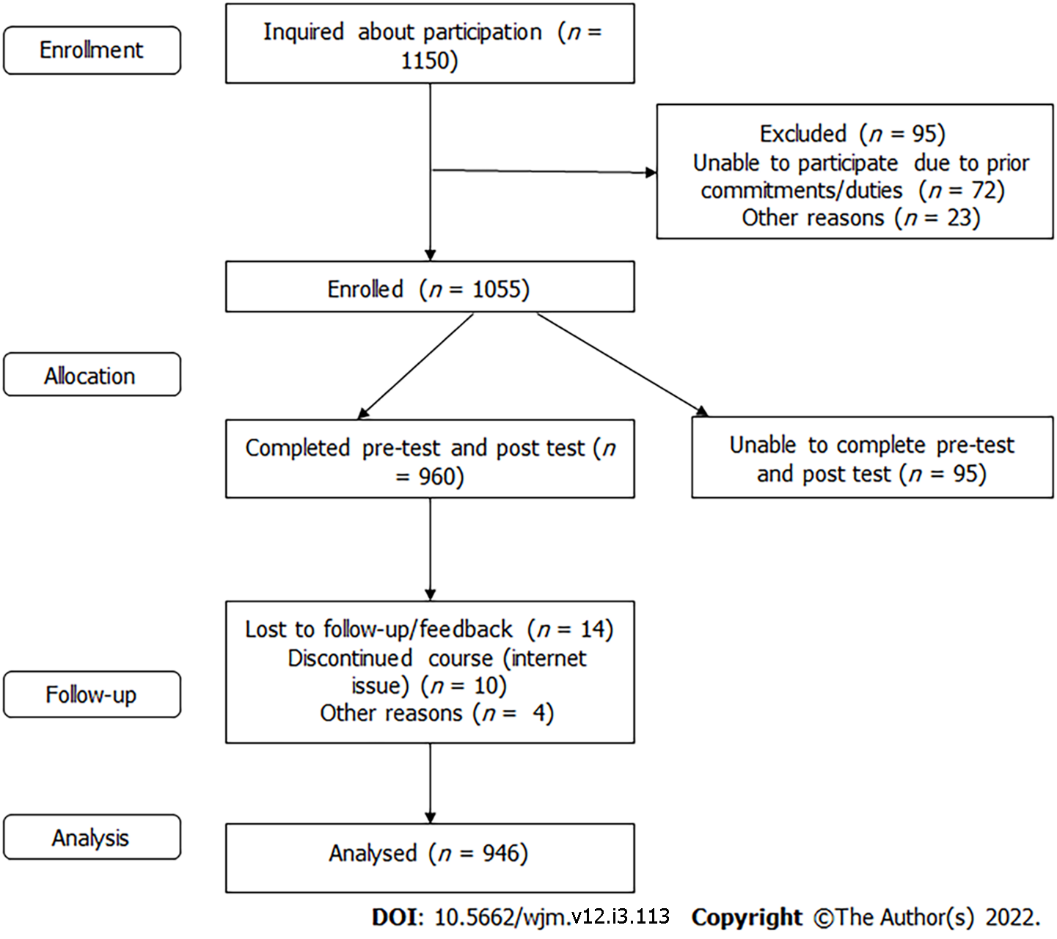 Enrollment
Inquired about participation (n =
1150)
Excluded (n = 95)
Unable to participate due to prior
commitments/duties (n = 72)
Other reasons (n = 23)
Enrolled (n = 1055)
Allocation
Completed pre-test and post test (n
= 960)
Unable to complete pre-test
and post test (n = 95)
Follow-up
Lost to follow-up/feedback (n = 14)
Discontinued course (internet
issue) (n = 10)
Other reasons (n = 4)
Analysis
Analysed (n = 946)
DOI: 10.5662/wjm.v12.i3.113 Copyright ©The Author(s) 2022.